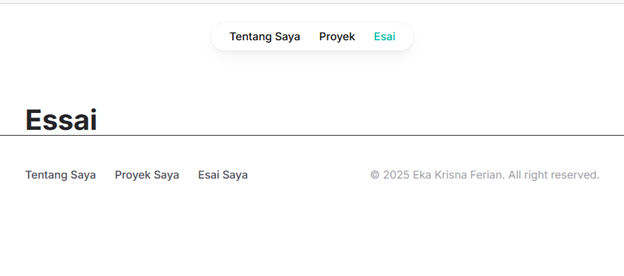 Tentang Saya Proyek Esai
Essai
Tentang Saya Proyek Saya Esai Saya © 2025 Eka Krisna Ferian. All right reserved.